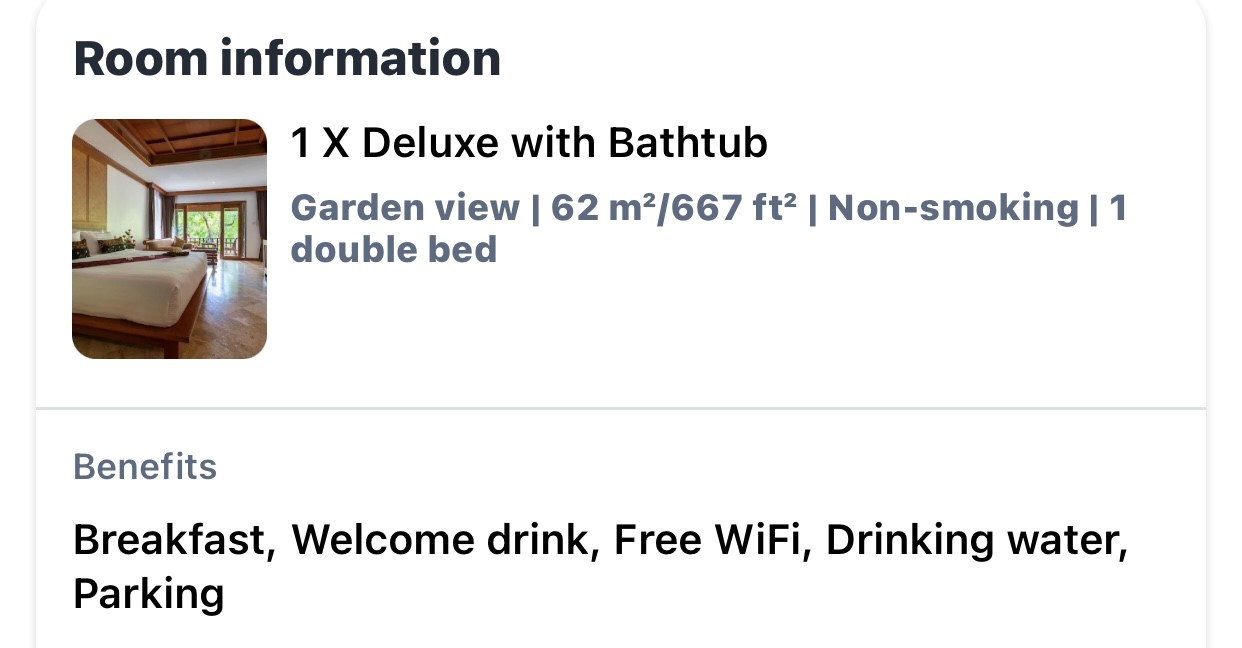 Room information
1 X Deluxe with Bathtub
Garden view | 62 m²/667 ft² | Non-smoking | 1
double bed
Benefits
Breakfast, Welcome drink, Free WiFi, Drinking water,
Parking